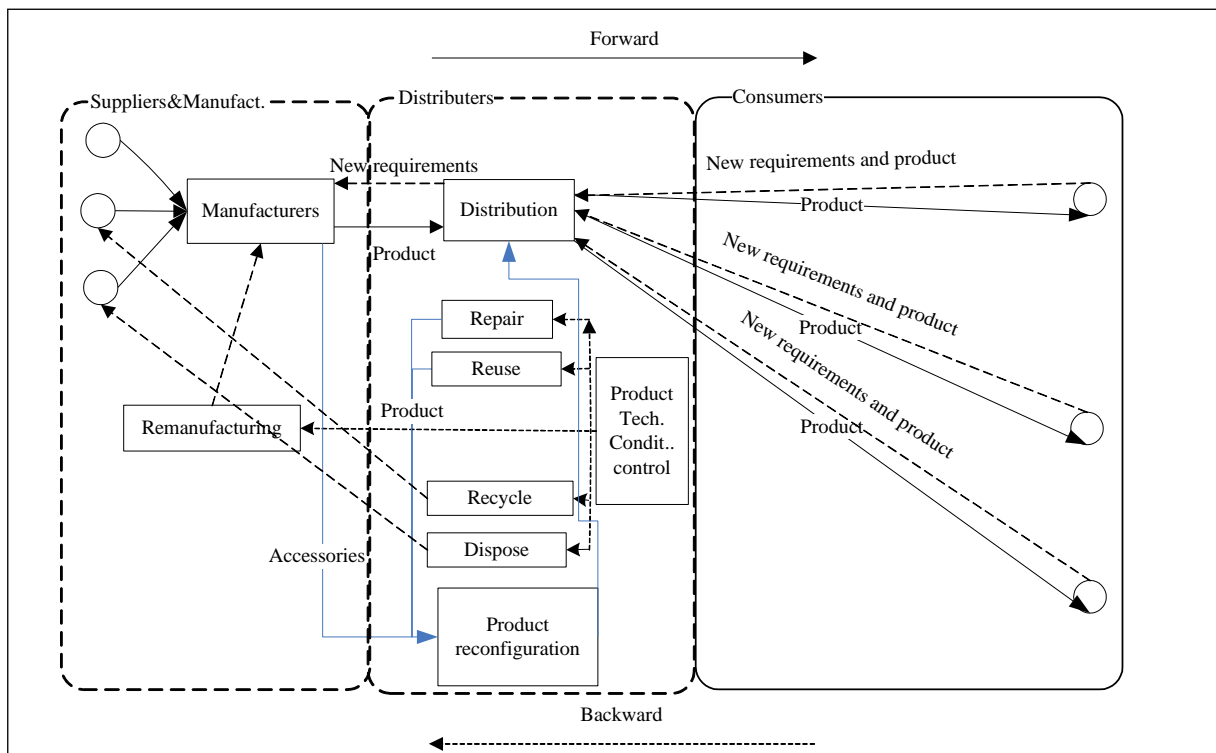 Forward
Suppliers&Manufact.
Distributers
Consumers
New requirements
New requirements and product
Manufacturers
Distribution
Product
Product
New requirements and product
Product
New requirements and product
Product
Repair
Reuse
Product
Tech.
Condit..
control
Product
Remanufacturing
Recycle
Dispose
Accessories
Product
reconfiguration
Backward